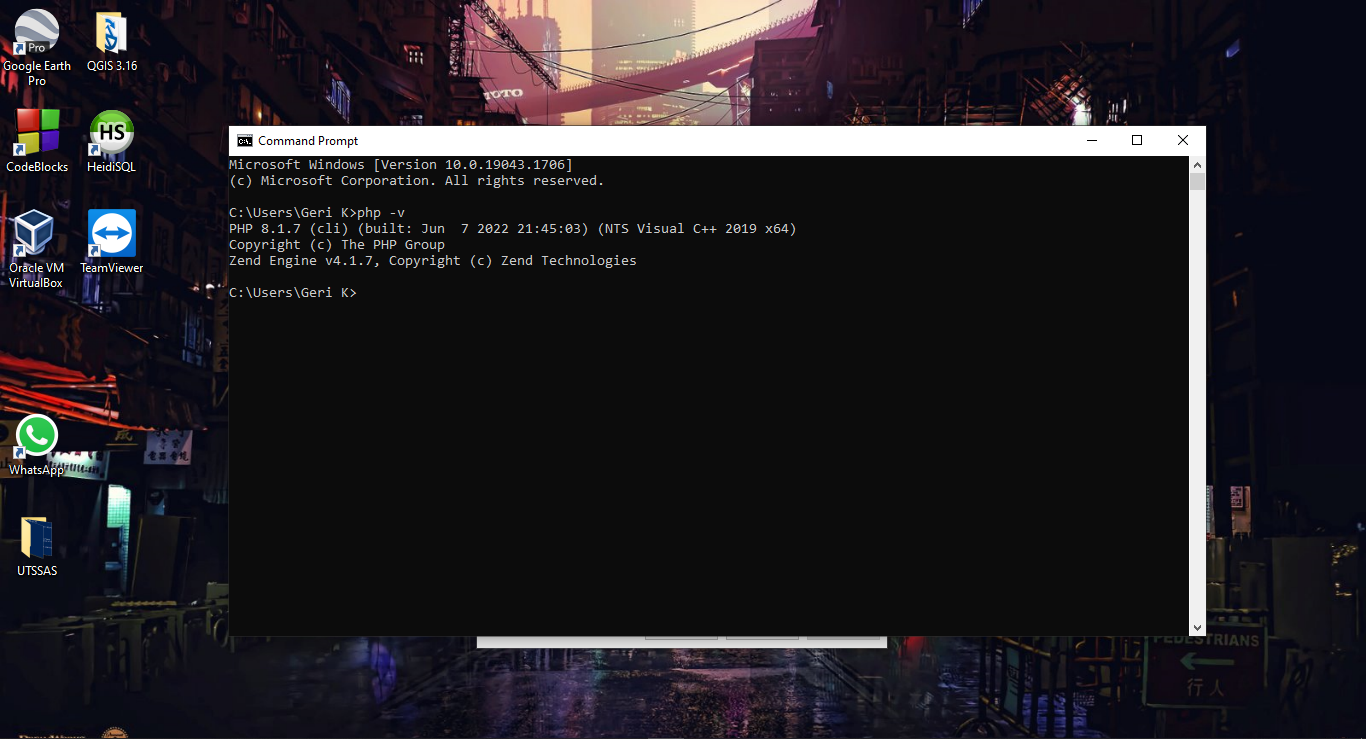 Pro
Google Earth
Pro
QGIS 3.16
CodeBlocks
HS
HeidiSQL
Oracle VM
VirtualBox
TeamViewer
WhatsApp
UTSSAS
C:\.
Command Prompt
Microsoft Windows [Version 10.0.19043.1706]
(c) Microsoft Corporation. All rights reserved.
C:\Users\Geri K>php -v
PHP 8.1.7 (cli) (built: Jun  7 2022 21:45:03) (NTS Visual C++ 2019 x64)
Copyright (c) The PHP Group
Zend Engine v4.1.7, Copyright (c) Zend Technologies
C:\Users\Geri K>
PEDESTRIANS
行人